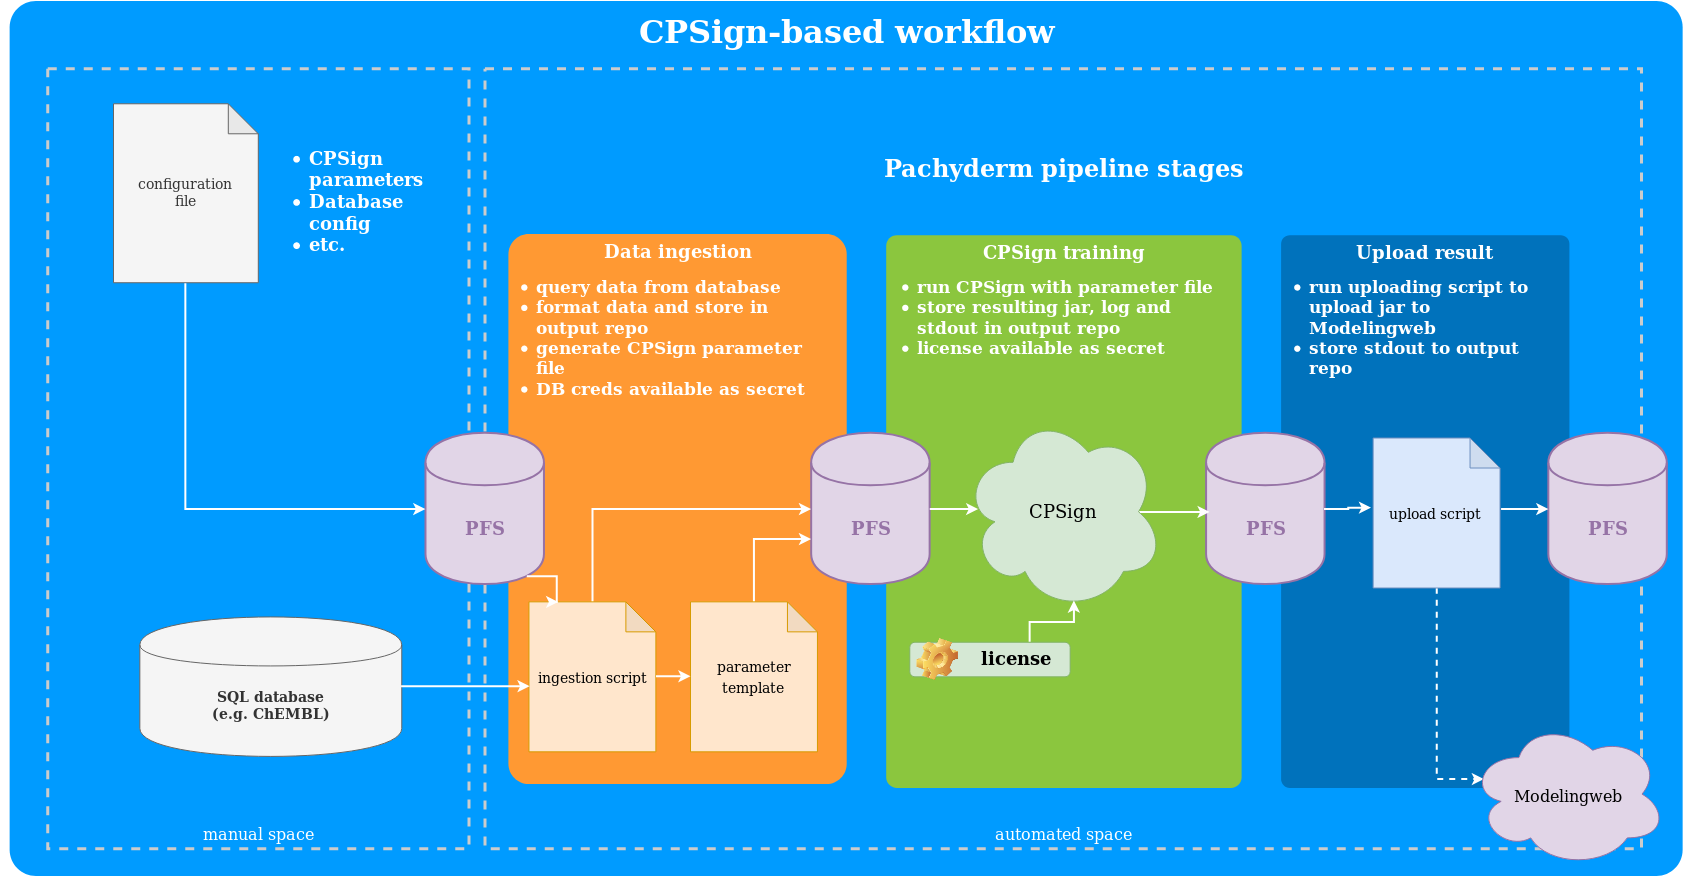 CPSign-based workflow
configuration
file
• CPSign
parameters
• Database
config
• etc.
Pachyderm pipeline stages
Data ingestion
• query data from database
• format data and store in
output repo
• generate CPSign parameter
file
• DB creds available as secret
CPSign training
• run CPSign with parameter file
• store resulting jar, log and
stdout in output repo
• license available as secret
Upload result
• run uploading script to
upload jar to
Modelingweb
• store stdout to output
repo
PFS
PFS
CPSign
PFS
upload script
PFS
SQL database
(e.g. ChEMBL)
ingestion script
parameter
template
license
Modelingweb
manual space
automated space